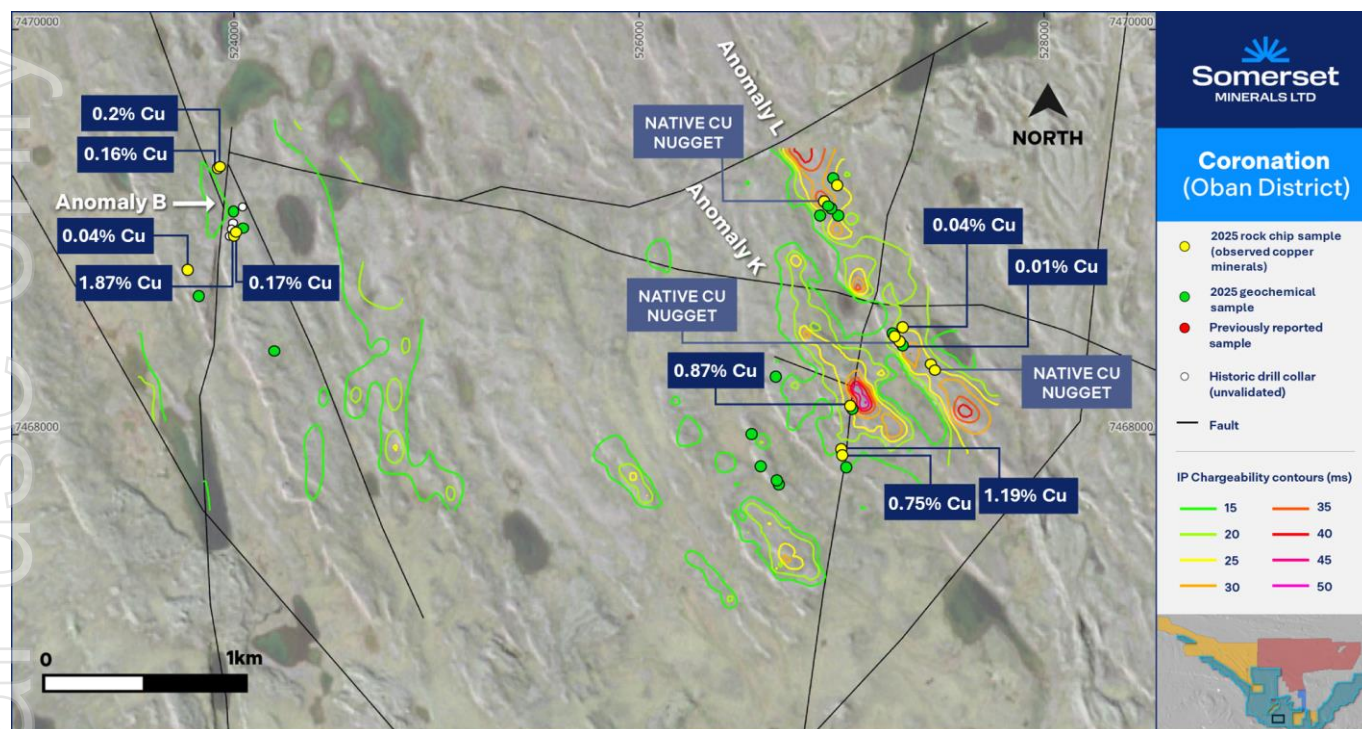 7470000
524000
526000
528000
7470000
Anomaly L
NATIVE CU
NUGGET
NORTH
0.2% Cu
0.16% Cu
Anomaly B
0.04% Cu
1.87% Cu
0.17% Cu
Anomaly K
NATIVE CU
NUGGET
0.04% Cu
0.01% Cu
0.87% Cu
NATIVE CU
NUGGET
7468000
7468000
0.75% Cu
1.19% Cu
0
1km
Somerset
MINERALS LTD
Coronation
(Oban District)
2025 rock chip sample
(observed copper
minerals)
2025 geochemical
sample
Previously reported
sample
Historic drill collar
(unvalidated)
Fault
IP Chargeability contours (ms)
15
35
20
40
25
45
30
50